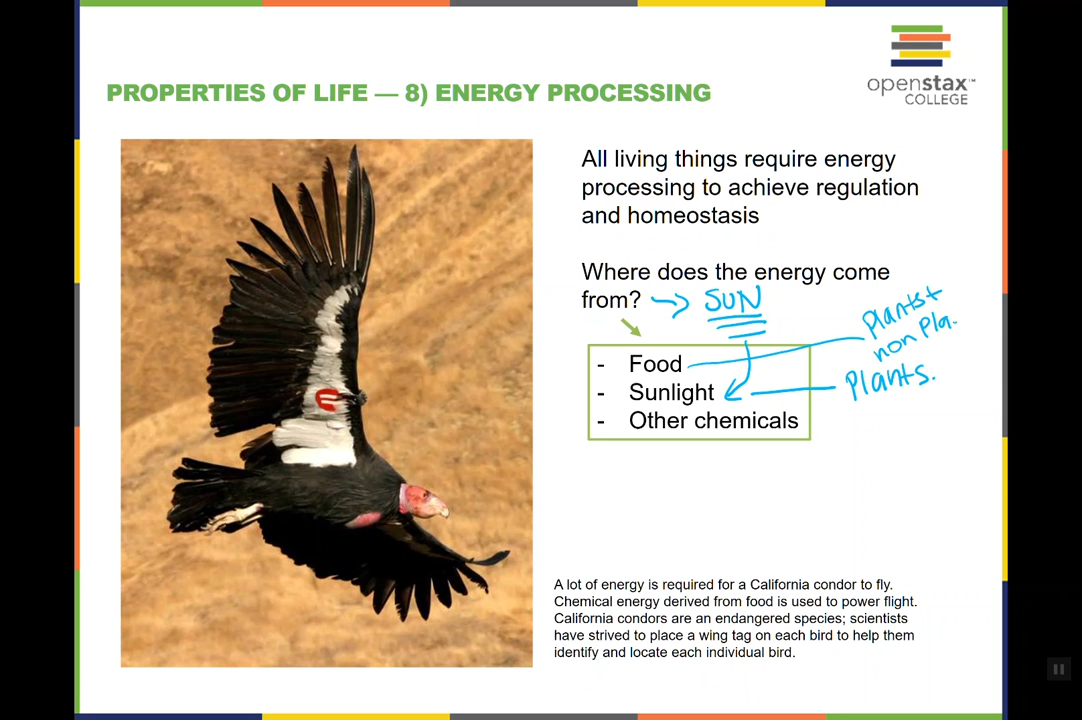 openstax™
COLLEGE
PROPERTIES OF LIFE — 8) ENERGY PROCESSING
All living things require energy
processing to achieve regulation
and homeostasis
Where does the energy come
from? → SUN
plants +
non pla.
- Food
- Sunlight
plants.
- Other chemicals
A lot of energy is required for a California condor to fly.
Chemical energy derived from food is used to power flight.
California condors are an endangered species; scientists
have strived to place a wing tag on each bird to help them
identify and locate each individual bird.